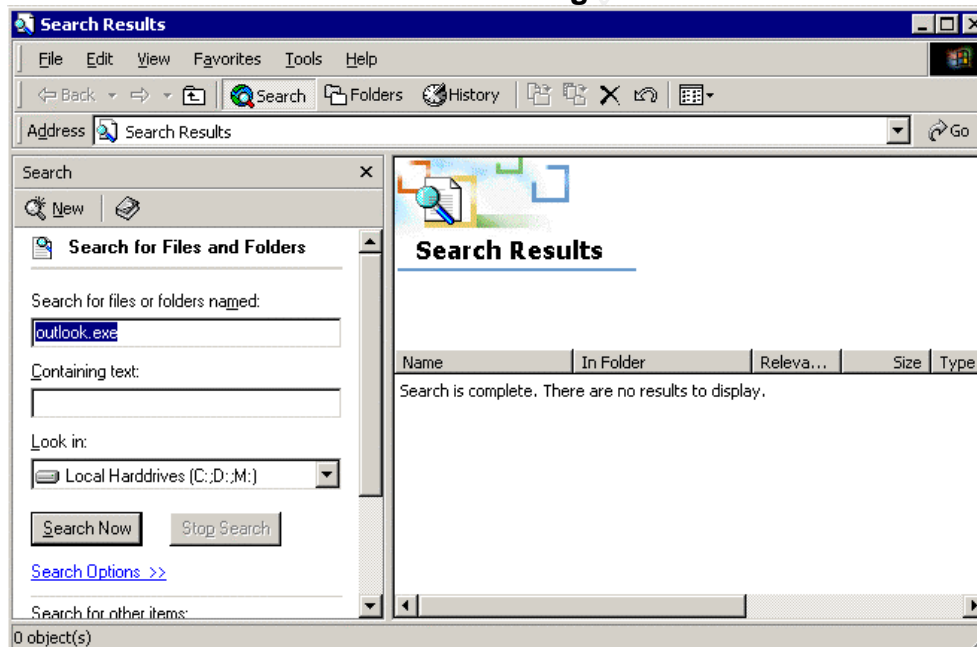 Search Results
File Edit View Favorites Tools Help
Back Search Folders History
Address Search Results Go
Search
New
Search for Files and Folders
Search for files or folders named:
outlook.exe
Containing text:
Look in:
Local Harddrives (C:;D:;M:)
Search Now Stop Search
Search Options >>
Search for other items:
Search Results
Name In Folder Releva... Size Type
Search is complete. There are no results to display.
0 object(s)